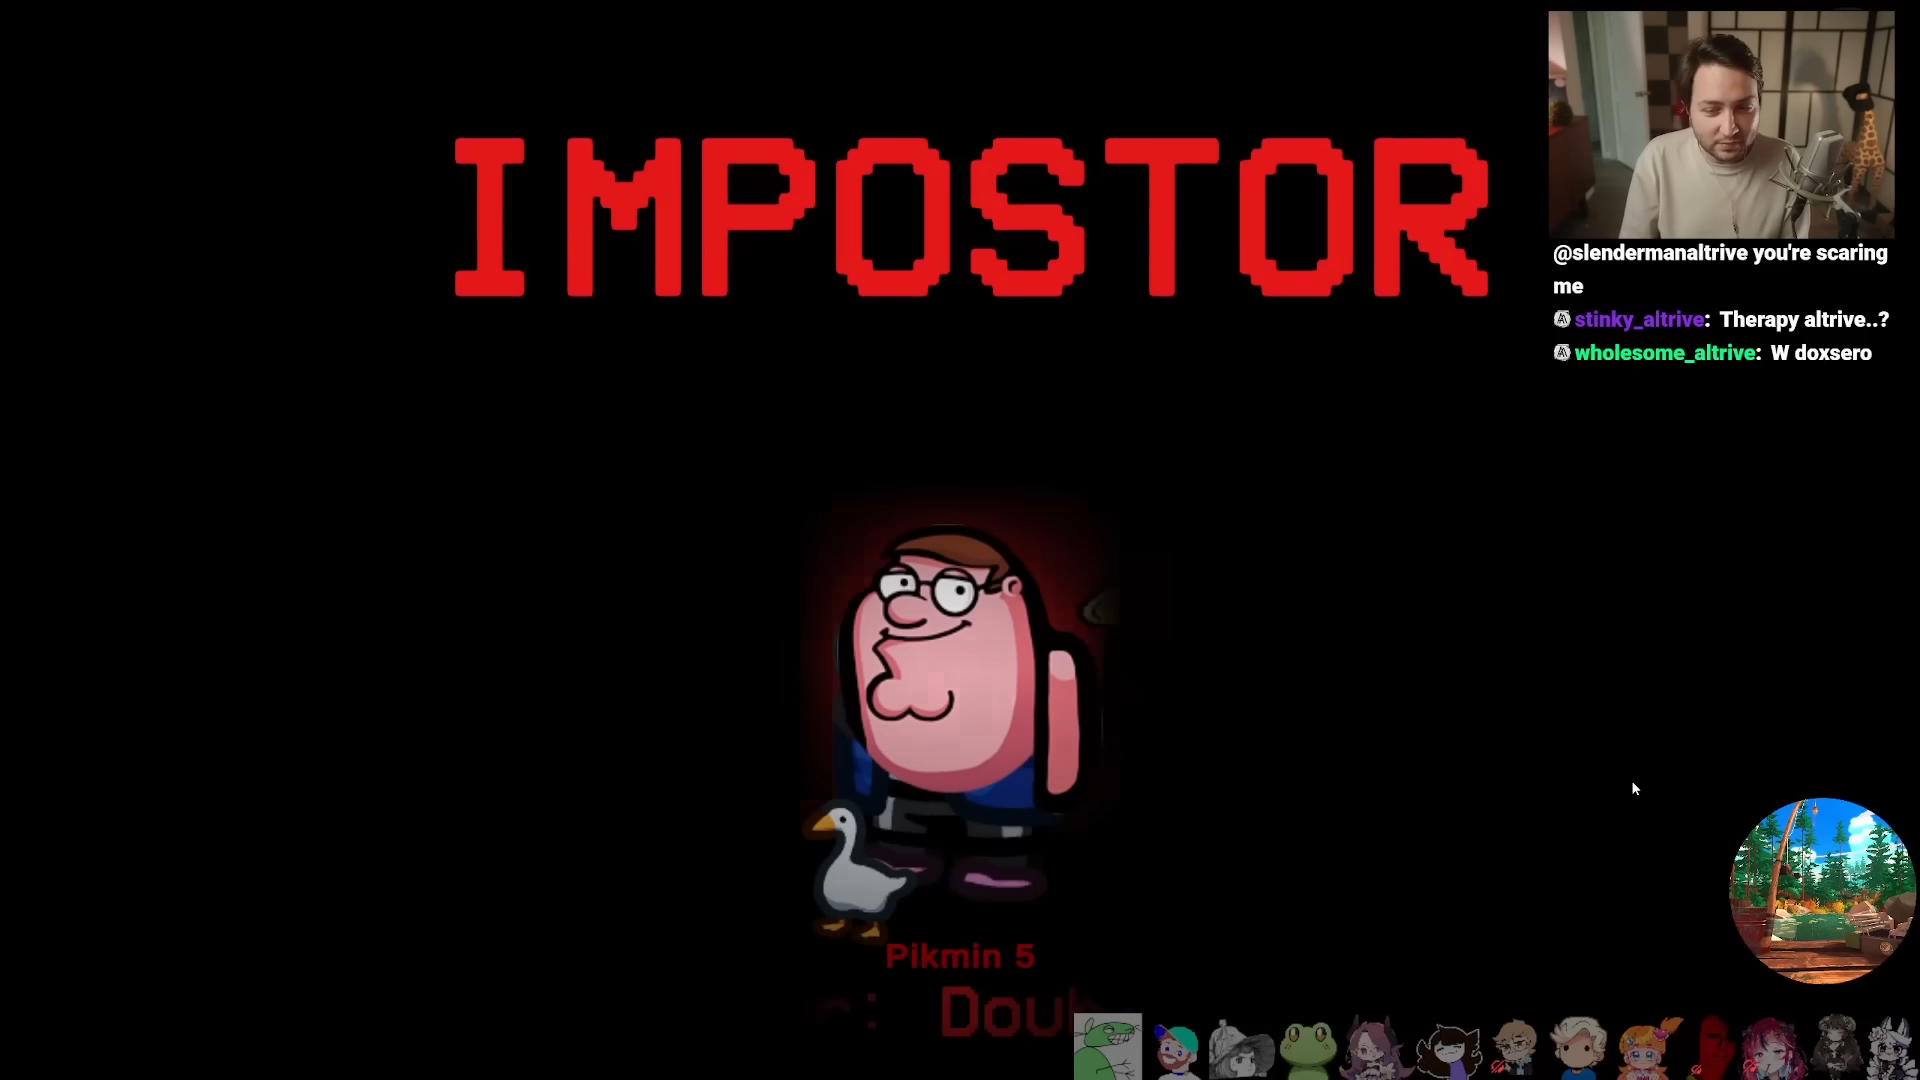 IMPOSTOR
@slendermanaltrive you're scaring
me
stinky_altrive: Therapy altrive..?
wholesome_altrive: W doxsero
Pikmin 5